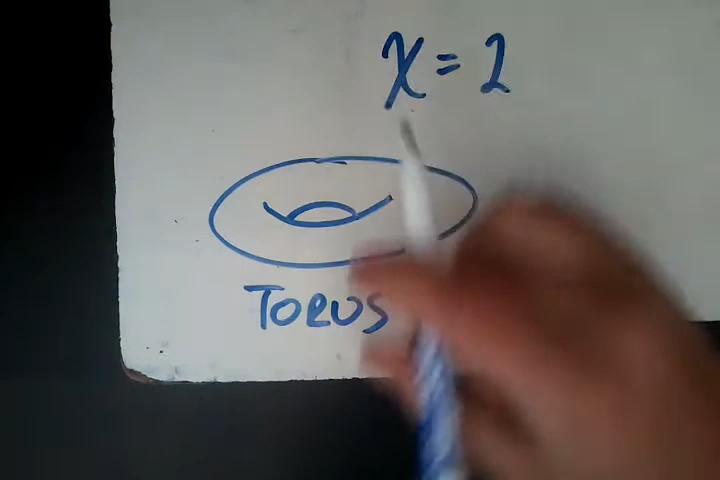 χ = 2
TORUS